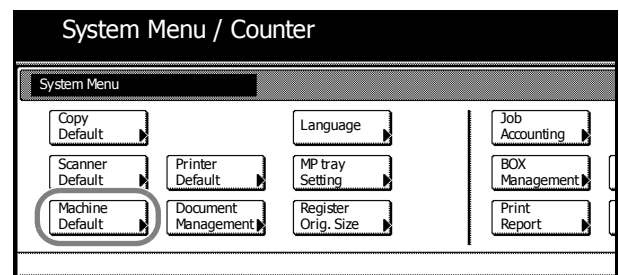 System Menu / Counter
System Menu
Copy
Default
Language
Job
Accounting
Scanner
Default
Printer
Default
MP tray
Setting
BOX
Management
Machine
Default
Document
Management
Register
Orig. Size
Print
Report